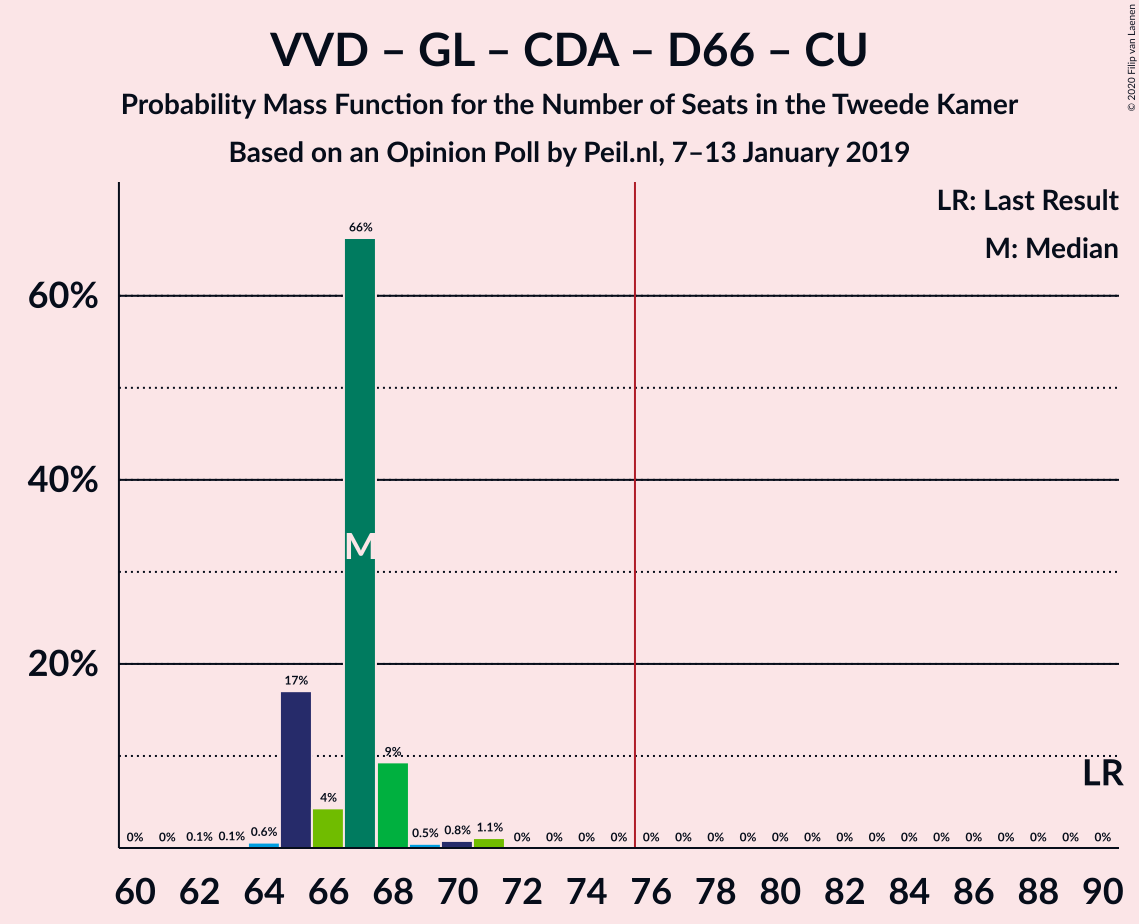 VVD – GL – CDA – D66 – CU
Probability Mass Function for the Number of Seats in the Tweede Kamer
Based on an Opinion Poll by Peil.nl, 7–13 January 2019
© 2020 Filip van Laenen
LR: Last Result
M: Median
60%
40%
20%
0% 0% 0.1% 0.1% 0.6% 17% 4% 66% 9% 0.5% 0.8% 1.1% 0% 0% 0% 0% 0% 0% 0% 0% 0% 0% 0% 0% 0% 0% 0% 0% 0% 0% 0%
M
LR
60 62 64 66 68 70 72 74 76 78 80 82 84 86 88 90